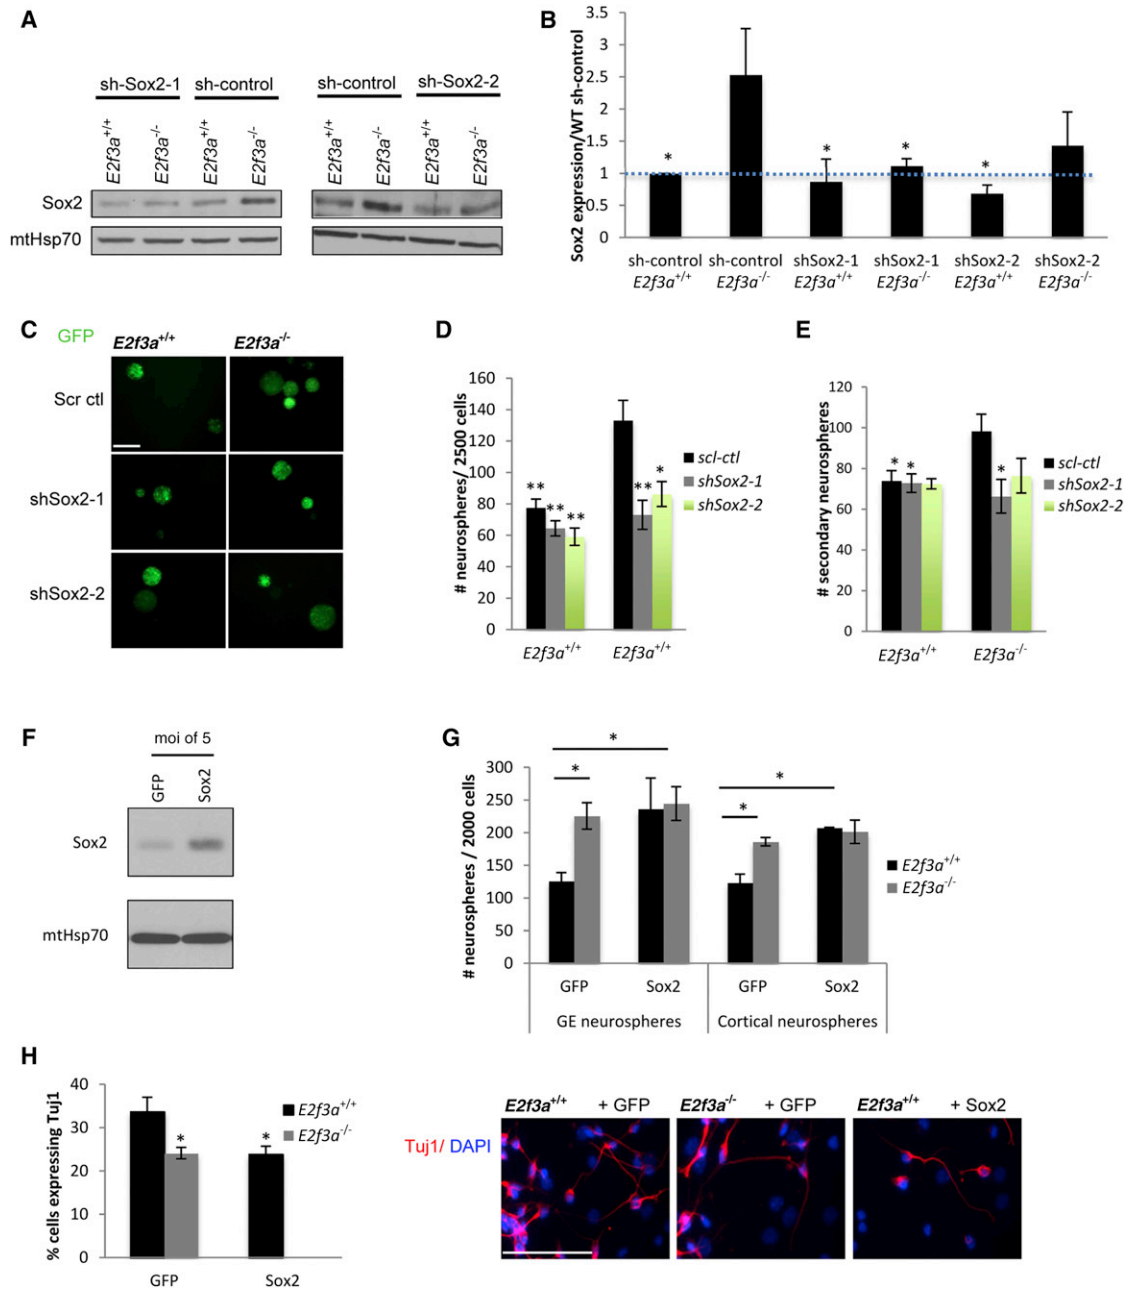 A
sh-Sox2-1 sh-control sh-control sh-Sox2-2
E2f3a+/+ E2f3a-/- E2f3a+/+ E2f3a-/- E2f3a+/+ E2f3a-/- E2f3a+/+ E2f3a-/-
Sox2
mtHsp70
B
Sox2 expression/WT sh-control
3.5
3
2.5
2
1.5
1
0.5
0
* * * *
sh-control sh-control shSox2-1 shSox2-1 shSox2-2 shSox2-2
E2f3a+/+ E2f3a-/- E2f3a+/+ E2f3a-/- E2f3a+/+ E2f3a-/-
C
GFP E2f3a+/+ E2f3a-/-
Scr ctl
shSox2-1
shSox2-2
D
# neurospheres/ 2500 cells
160
140
120
100
80
60
40
20
0
** ** ** ** *
scl-ctl
shSox2-1
shSox2-2
E2f3a+/+ E2f3a+/+
E
# secondary neurospheres
120
100
80
60
40
20
0
* * *
scl-ctl
shSox2-1
shSox2-2
E2f3a+/+ E2f3a-/-
F
moi of 5
GFP Sox2
Sox2
mtHsp70
G
# neurospheres / 2000 cells
300
250
200
150
100
50
0
* * * *
E2f3a+/+
E2f3a-/-
GFP Sox2 GFP Sox2
GE neurospheres Cortical neurospheres
H
% cells expressing Tuj1
40
30
20
10
0
* *
E2f3a+/+
E2f3a-/-
GFP Sox2
E2f3a+/+ + GFP E2f3a-/- + GFP E2f3a+/+ + Sox2
Tuj1/ DAPI